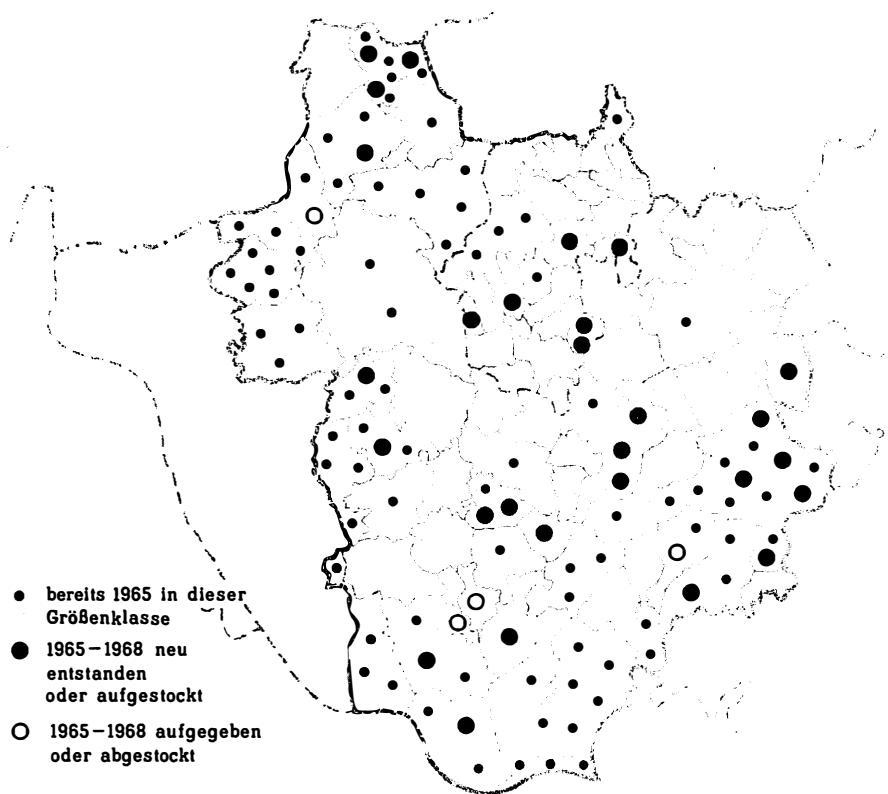 bereits 1965 in dieser
Größenklasse
1965–1968 neu
entstanden
oder aufgestockt
1965–1968 aufgegeben
oder abgestockt